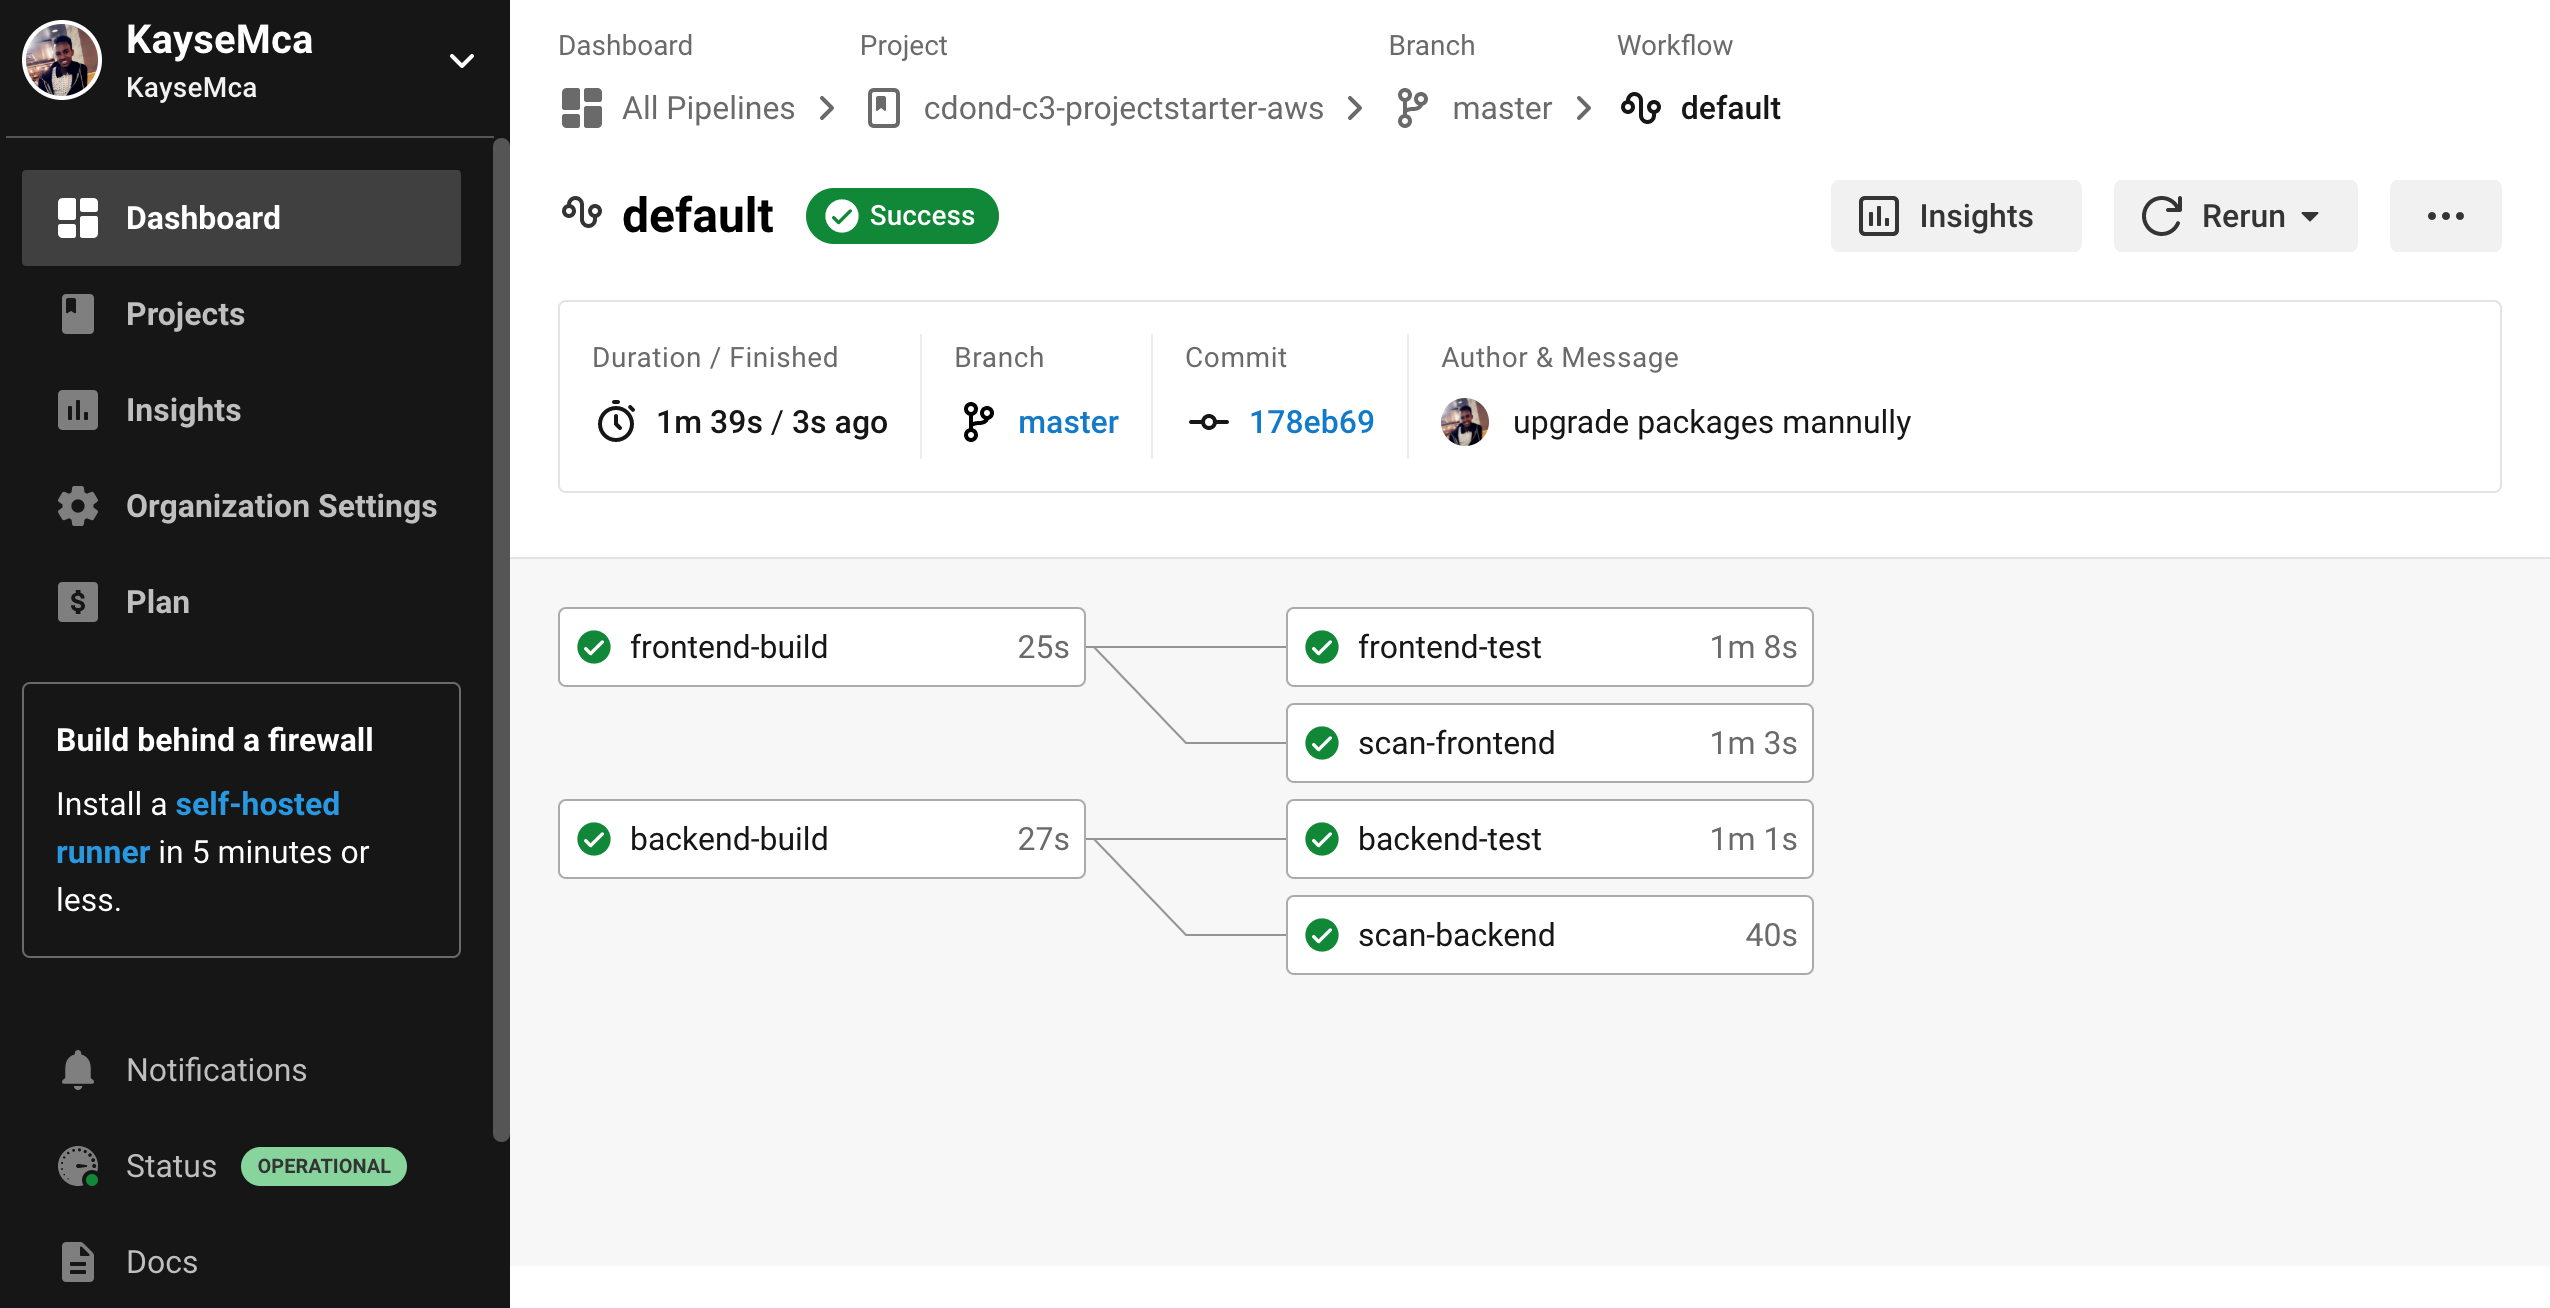 KayseMca
KayseMca
Dashboard
Projects
Insights
Organization Settings
Plan
Build behind a firewall
Install a self-hosted
runner in 5 minutes or
less.
Notifications
Status OPERATIONAL
Docs
Dashboard Project Branch Workflow
All Pipelines cdond-c3-projectstarter-aws master default
default Success Insights Rerun
Duration / Finished Branch Commit Author & Message
1m 39s / 3s ago master 178eb69 upgrade packages mannully
frontend-build 25s frontend-test 1m 8s
scan-frontend 1m 3s
backend-build 27s backend-test 1m 1s
scan-backend 40s